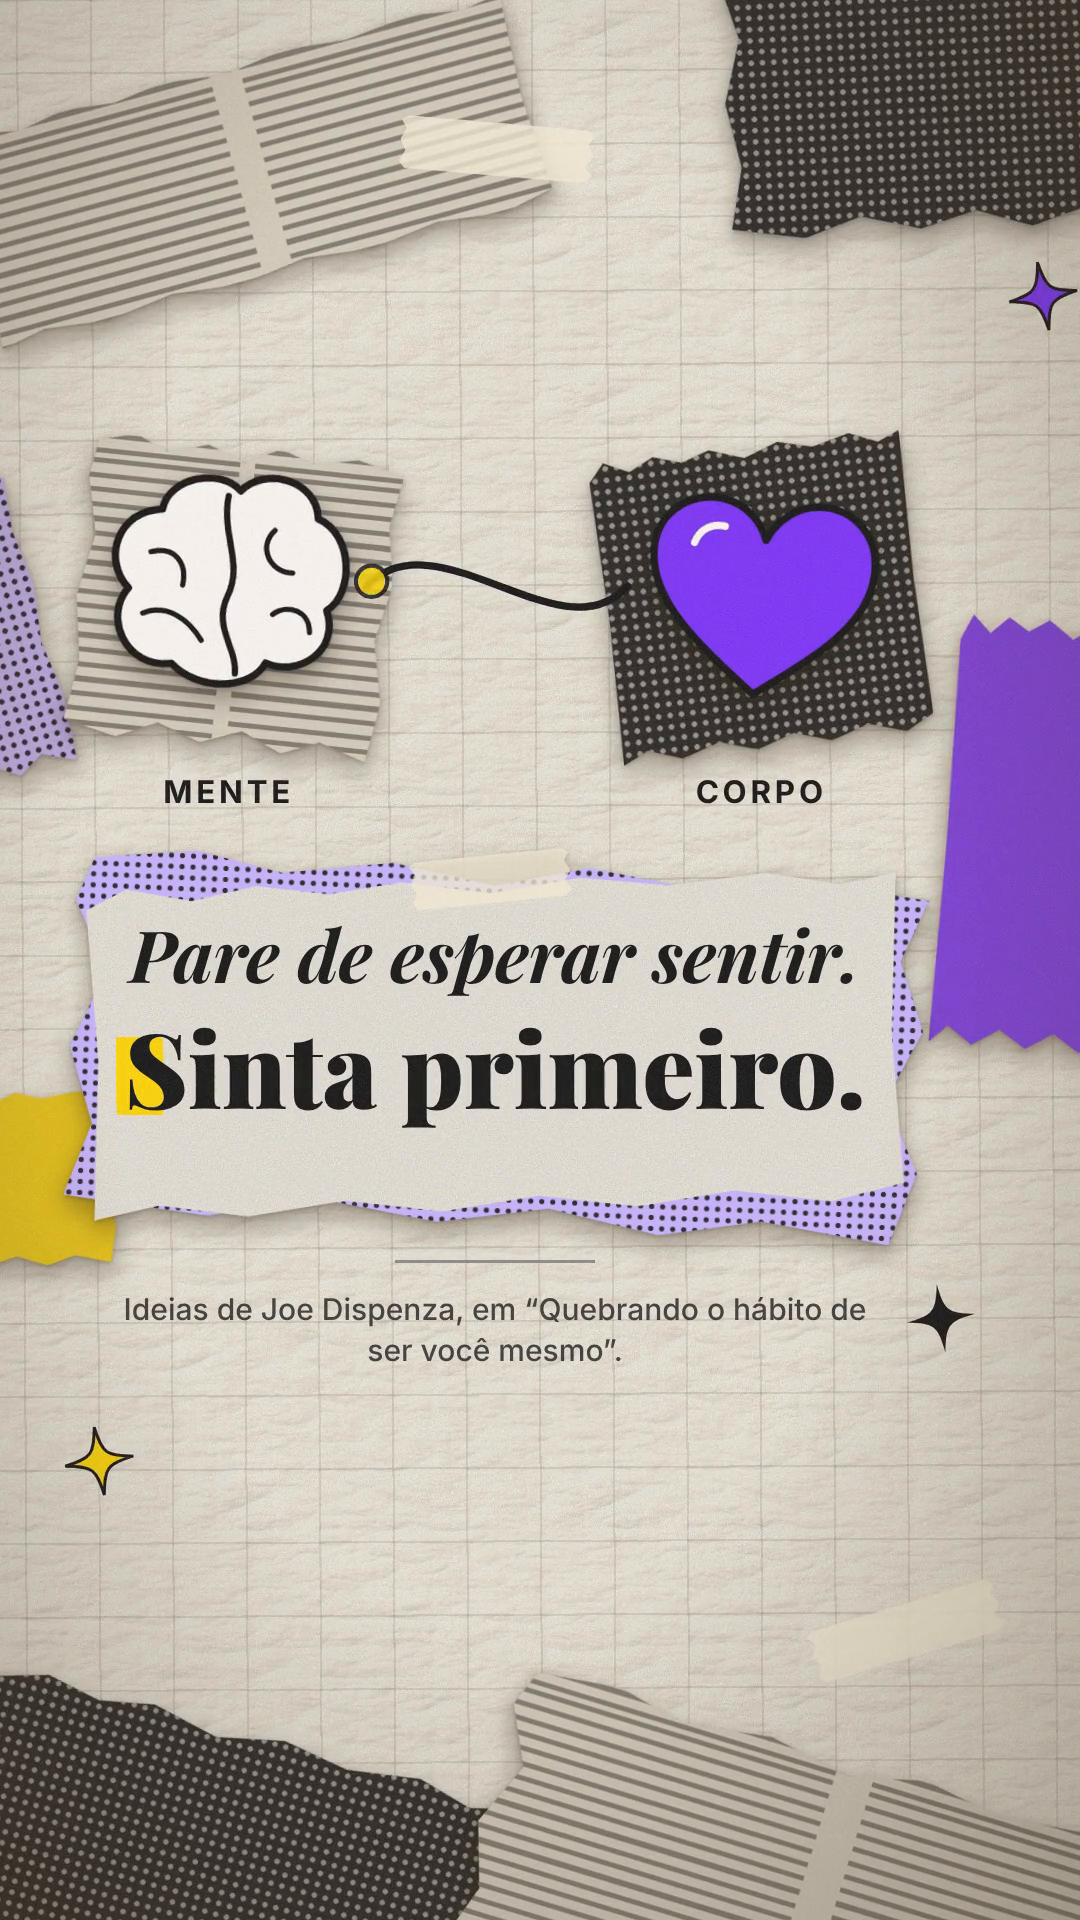 MENTE
CORPO
Pare de esperar sentir.
Sinta primeiro.
Ideias de Joe Dispenza, em “Quebrando o hábito de
ser você mesmo”.